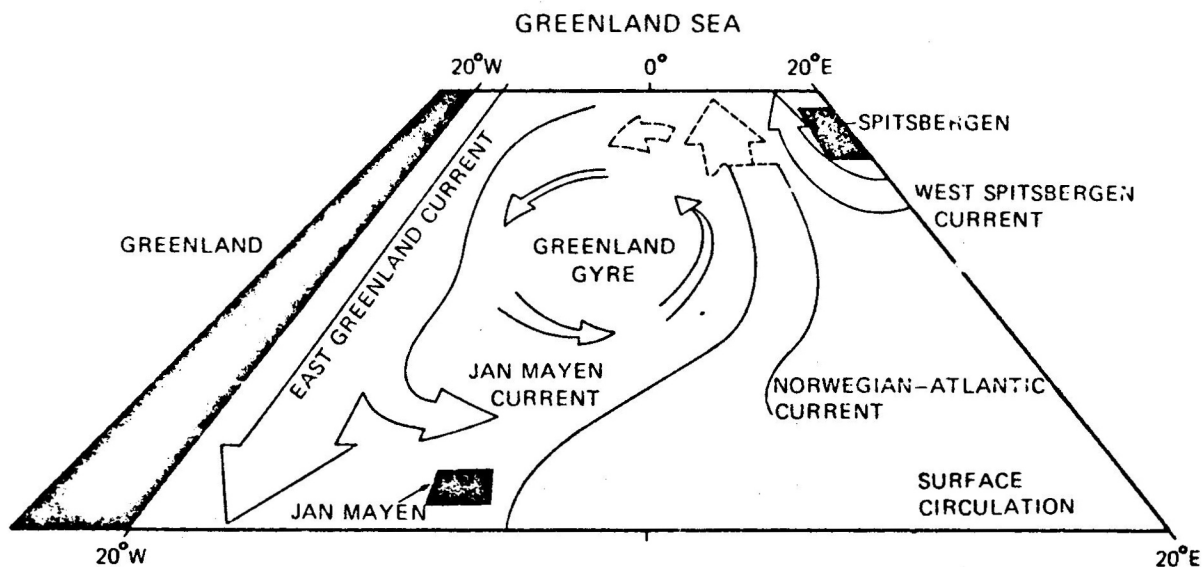 GREENLAND SEA
20°W
0°
20°E
SPITSBERGEN
WEST SPITSBERGEN
CURRENT
GREENLAND
EAST GREENLAND CURRENT
GREENLAND
GYRE
JAN MAYEN
CURRENT
NORWEGIAN-ATLANTIC
CURRENT
JAN MAYEN
SURFACE
CIRCULATION
20°W
20°E